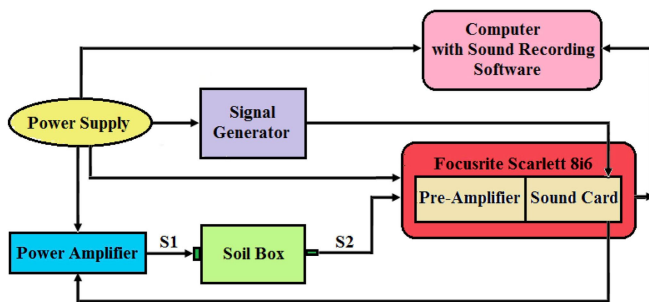 Computer
with Sound Recording
Software
Signal
Generator
Power Supply
Focusrite Scarlett 8i6
Pre-Amplifier
Sound Card
S1
S2
Power Amplifier
Soil Box